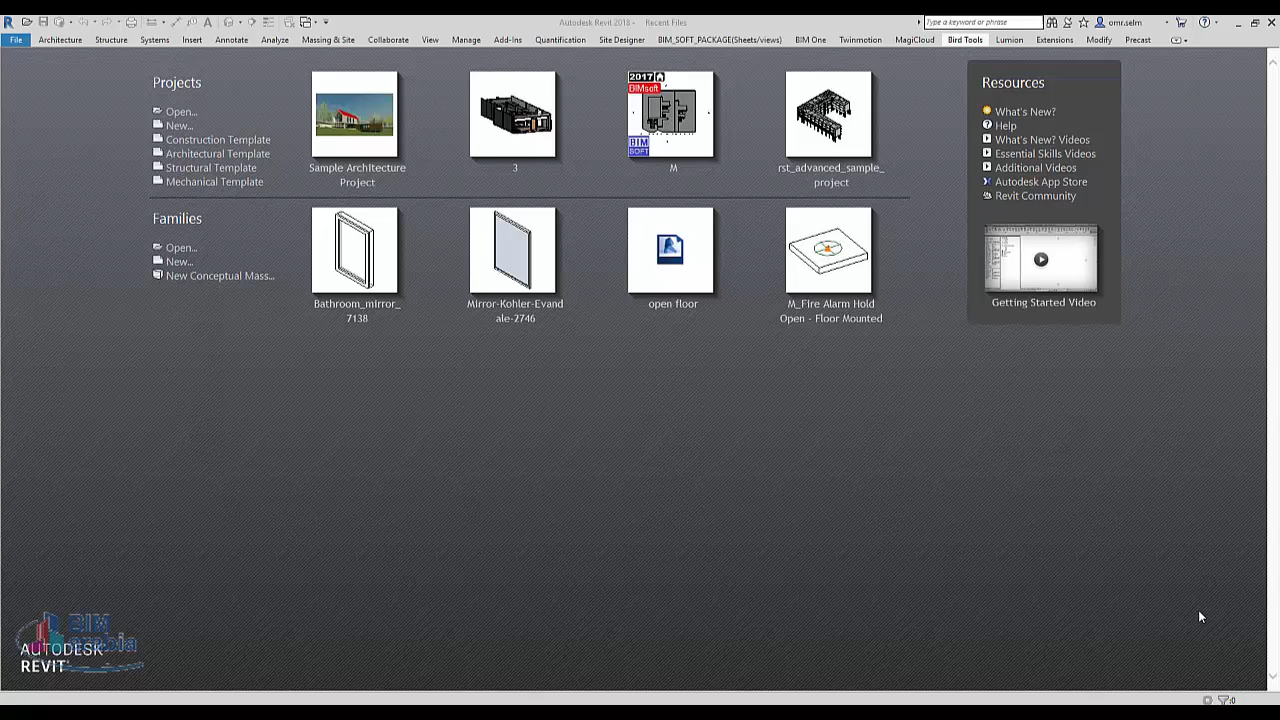 Autodesk Revit 2018 - Recent Files
Type a keyword or phrase
omr.selm
File Architecture Structure Systems Insert Annotate Analyze Massing & Site Collaborate View Manage Add-Ins Quantification Site Designer BIM_SOFT_PACKAGE(Sheets/views) BIM One Twinmotion MagiCloud Bird Tools Lumion Extensions Modify Precast
Projects
Open...
New...
Construction Template
Architectural Template
Structural Template
Mechanical Template
Sample Architecture
Project
3
2017
BIMsoft
BIM
SOFT
M
rst_advanced_sample_
project
Families
Open...
New...
New Conceptual Mass...
Bathroom_mirror_
7138
Mirror-Kohler-Evand
ale-2746
open floor
M_Fire Alarm Hold
Open - Floor Mounted
Resources
What's New?
Help
What's New? Videos
Essential Skills Videos
Additional Videos
Autodesk App Store
Revit Community
Getting Started Video
BIM
arabia
AUTODESK
REVIT
:0